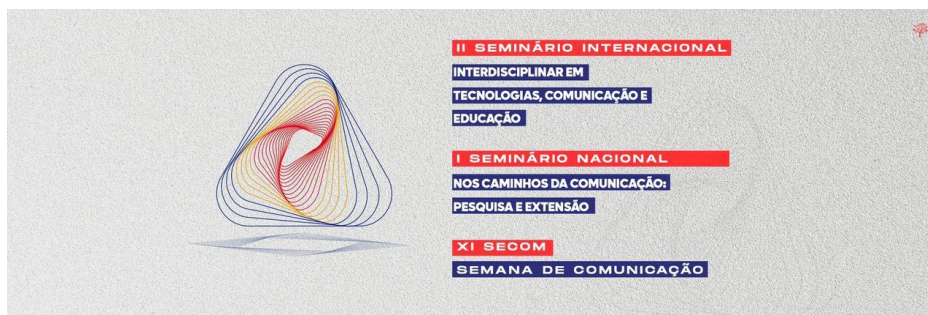 II SEMINÁRIO INTERNACIONAL
INTERDISCIPLINAR EM
TECNOLOGIAS, COMUNICAÇÃO E
EDUCAÇÃO
I SEMINÁRIO NACIONAL
NOS CAMINHOS DA COMUNICAÇÃO:
PESQUISA E EXTENSÃO
XI SECOM
SEMANA DE COMUNICAÇÃO